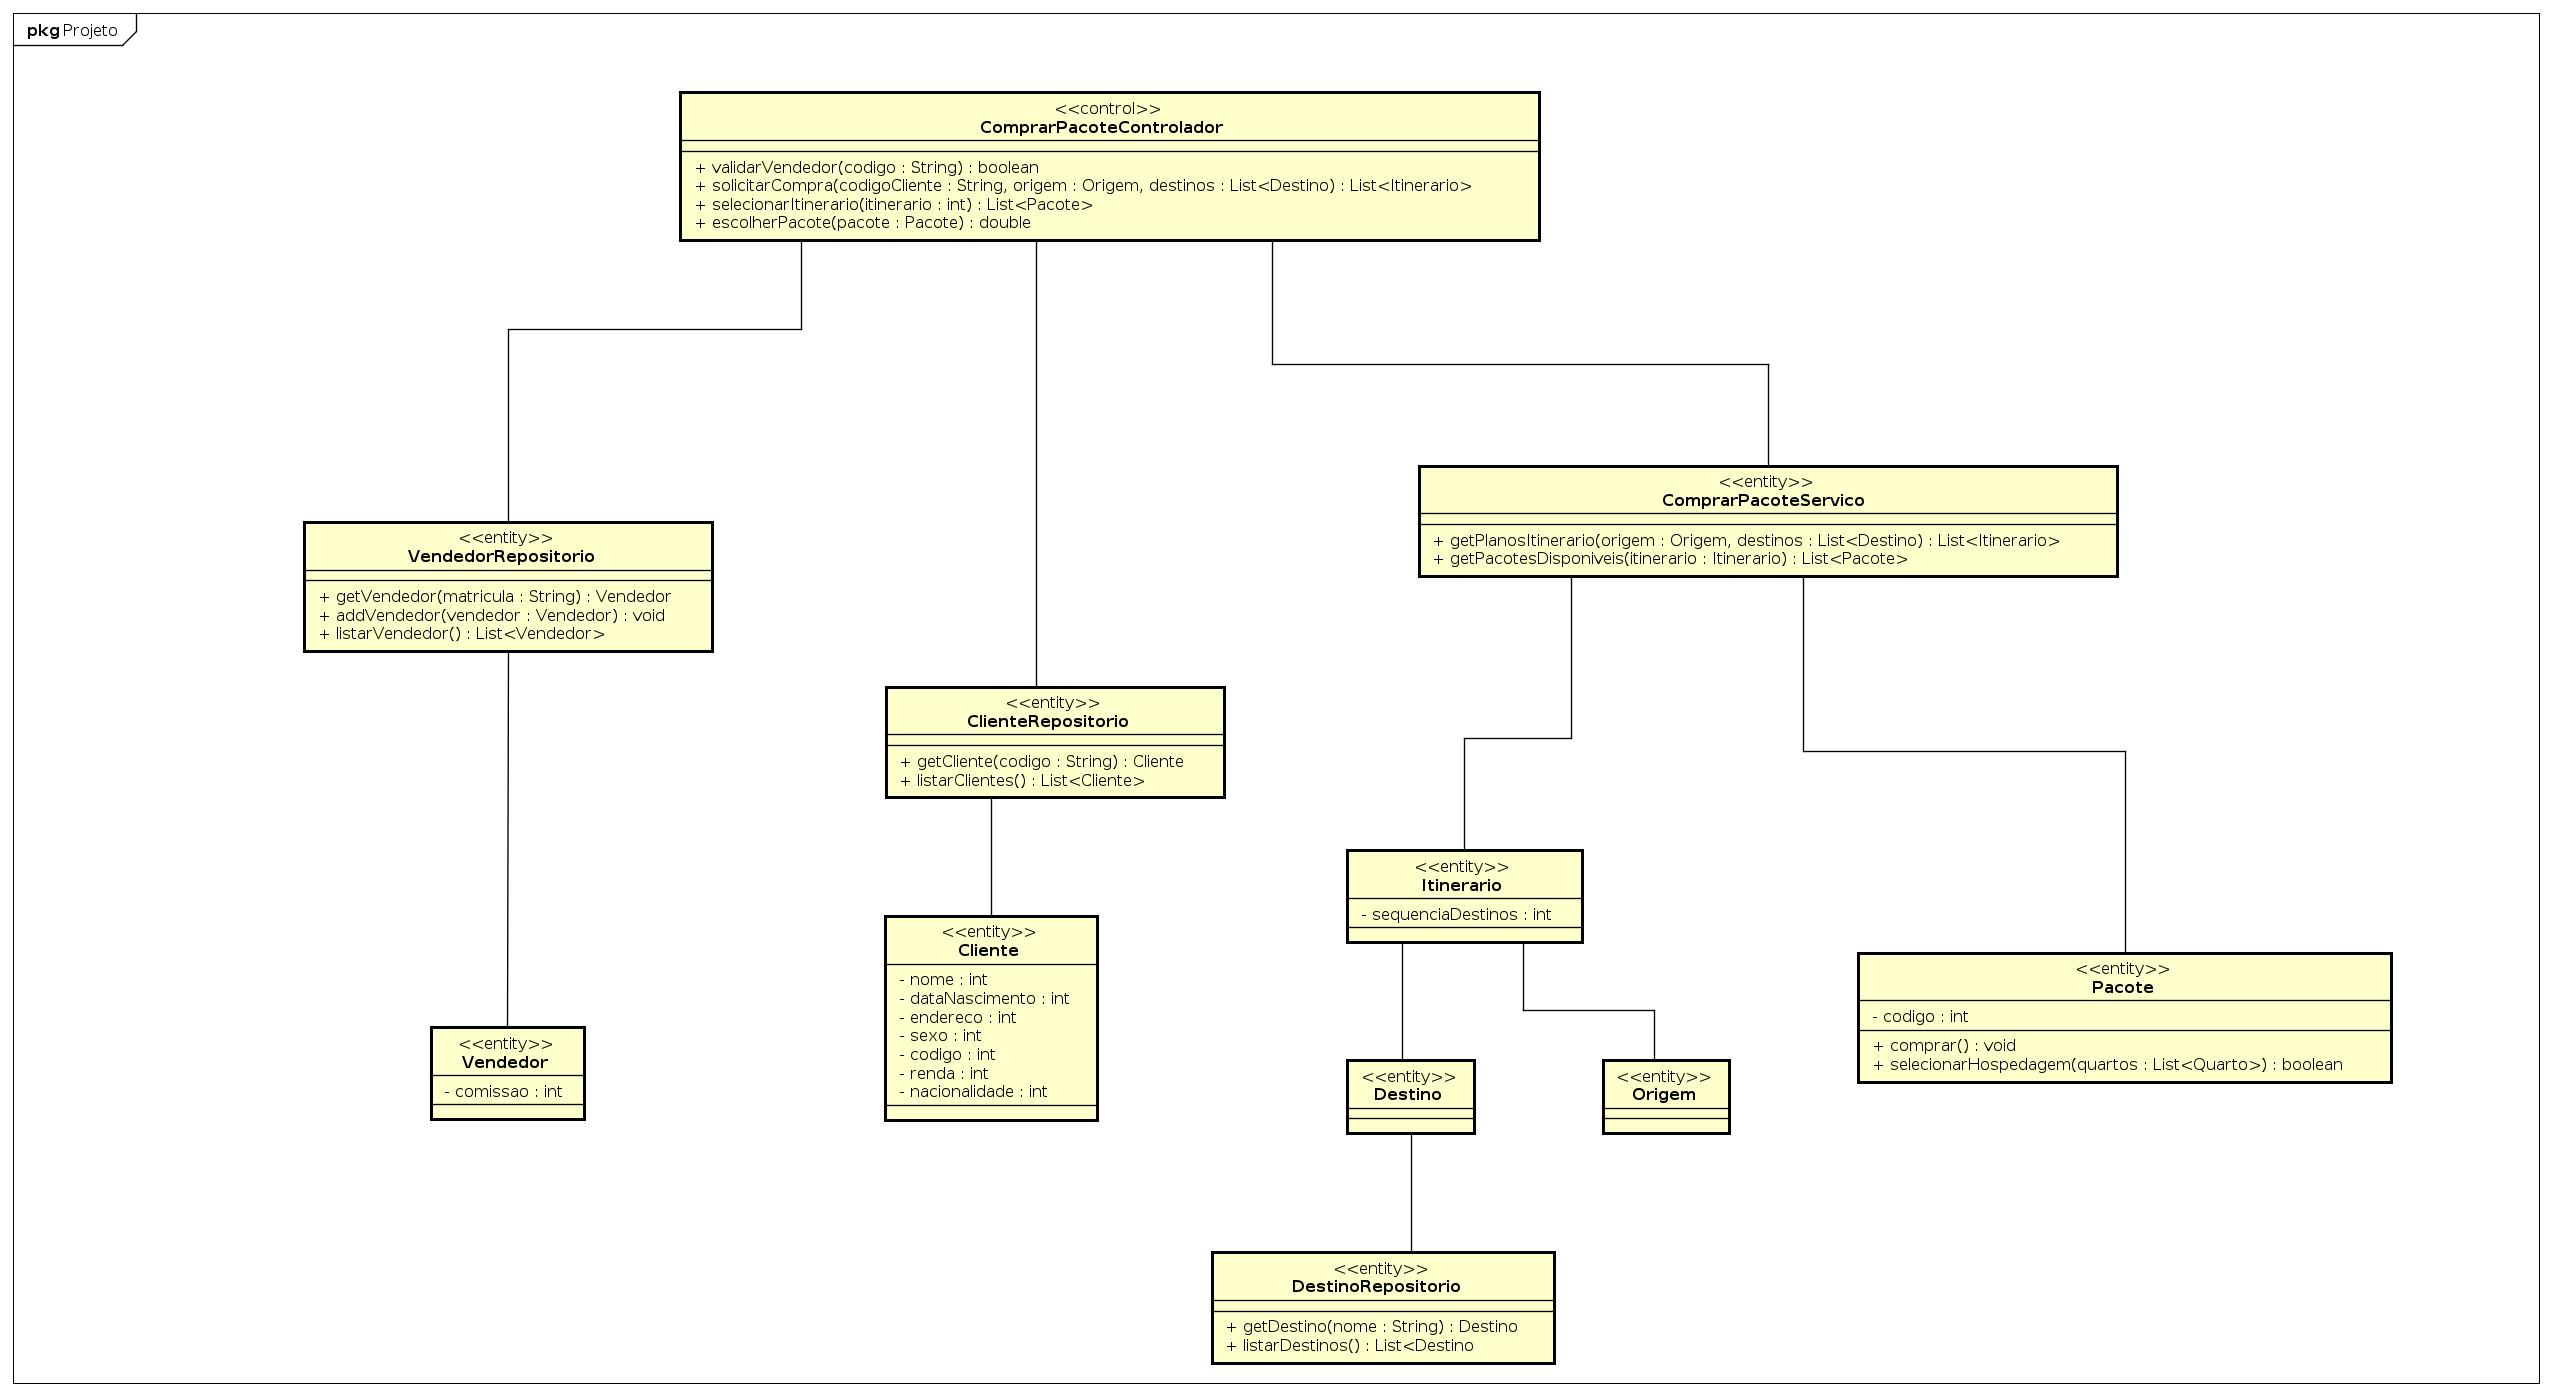 pkg Projeto
<<control>>
ComprarPacoteControlador
+ validarVendedor(codigo : String) : boolean
+ solicitarCompra(codigoCliente : String, origem : Origem, destinos : List<Destino) : List<Itinerario>
+ selecionarItinerario(itinerario : int) : List<Pacote>
+ escolherPacote(pacote : Pacote) : double
<<entity>>
ComprarPacoteServico
+ getPlanosItinerario(origem : Origem, destinos : List<Destino) : List<Itinerario>
+ getPacotesDisponiveis(itinerario : Itinerario) : List<Pacote>
<<entity>>
VendedorRepositorio
+ getVendedor(matricula : String) : Vendedor
+ addVendedor(vendedor : Vendedor) : void
+ listarVendedor() : List<Vendedor>
<<entity>>
ClienteRepositorio
+ getCliente(codigo : String) : Cliente
+ listarClientes() : List<Cliente>
<<entity>>
Itinerario
- sequenciaDestinos : int
<<entity>>
Cliente
- nome : int
- dataNascimento : int
- endereco : int
- sexo : int
- codigo : int
- renda : int
- nacionalidade : int
<<entity>>
Pacote
- codigo : int
+ comprar() : void
+ selecionarHospedagem(quartos : List<Quarto>) : boolean
<<entity>>
Vendedor
- comissao : int
<<entity>>
Destino
<<entity>>
Origem
<<entity>>
DestinoRepositorio
+ getDestino(nome : String) : Destino
+ listarDestinos() : List<Destino